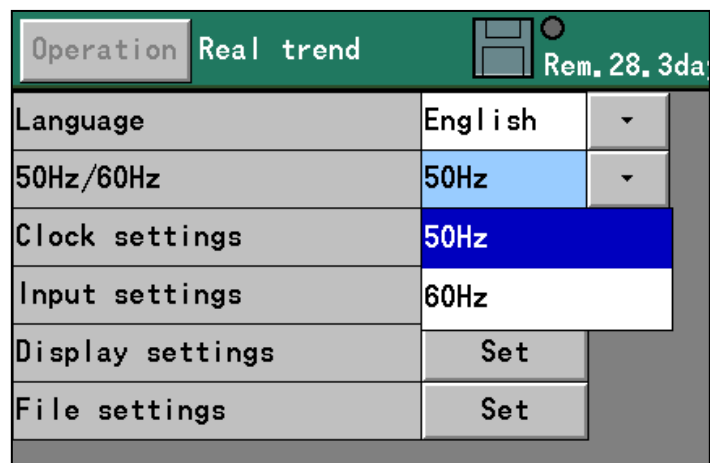 Operation Real trend
Rem.28.3da
Language English
50Hz/60Hz 50Hz
Clock settings 50Hz
Input settings 60Hz
Display settings Set
File settings Set